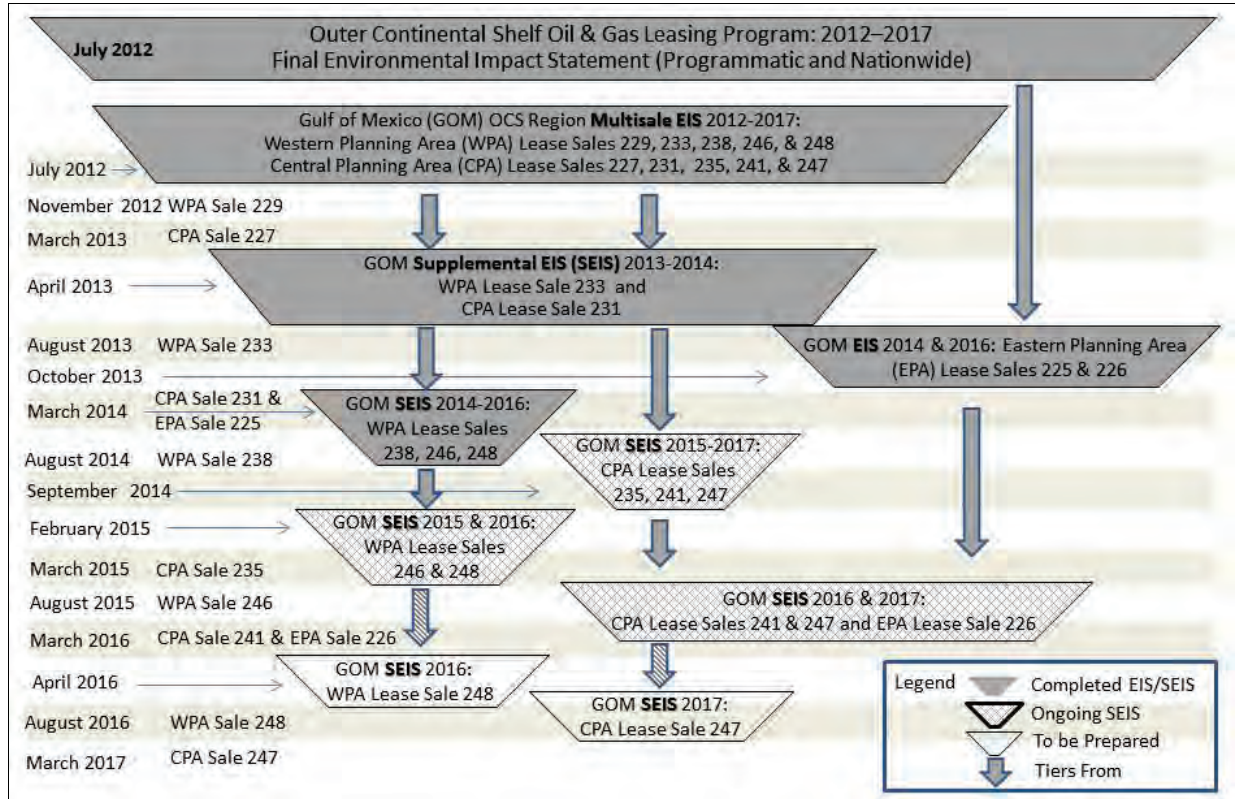 July 2012
Outer Continental Shelf Oil & Gas Leasing Program: 2012–2017
Final Environmental Impact Statement (Programmatic and Nationwide)
Gulf of Mexico (GOM) OCS Region Multisale EIS 2012-2017:
Western Planning Area (WPA) Lease Sales 229, 233, 238, 246, & 248
Central Planning Area (CPA) Lease Sales 227, 231, 235, 241, & 247
July 2012
November 2012 WPA Sale 229
March 2013 CPA Sale 227
GOM Supplemental EIS (SEIS) 2013-2014:
WPA Lease Sale 233 and
CPA Lease Sale 231
April 2013
August 2013 WPA Sale 233
GOM EIS 2014 & 2016: Eastern Planning Area
(EPA) Lease Sales 225 & 226
October 2013
March 2014
CPA Sale 231 &
EPA Sale 225
GOM SEIS 2014-2016:
WPA Lease Sales
238, 246, 248
GOM SEIS 2015-2017:
CPA Lease Sales
235, 241, 247
August 2014 WPA Sale 238
September 2014
February 2015
GOM SEIS 2015 & 2016:
WPA Lease Sales
246 & 248
March 2015 CPA Sale 235
August 2015 WPA Sale 246
GOM SEIS 2016 & 2017:
CPA Lease Sales 241 & 247 and EPA Lease Sale 226
March 2016 CPA Sale 241 & EPA Sale 226
April 2016
GOM SEIS 2016:
WPA Lease Sale 248
GOM SEIS 2017:
CPA Lease Sale 247
August 2016 WPA Sale 248
March 2017 CPA Sale 247
Legend
Completed EIS/SEIS
Ongoing SEIS
To be Prepared
Tiers From